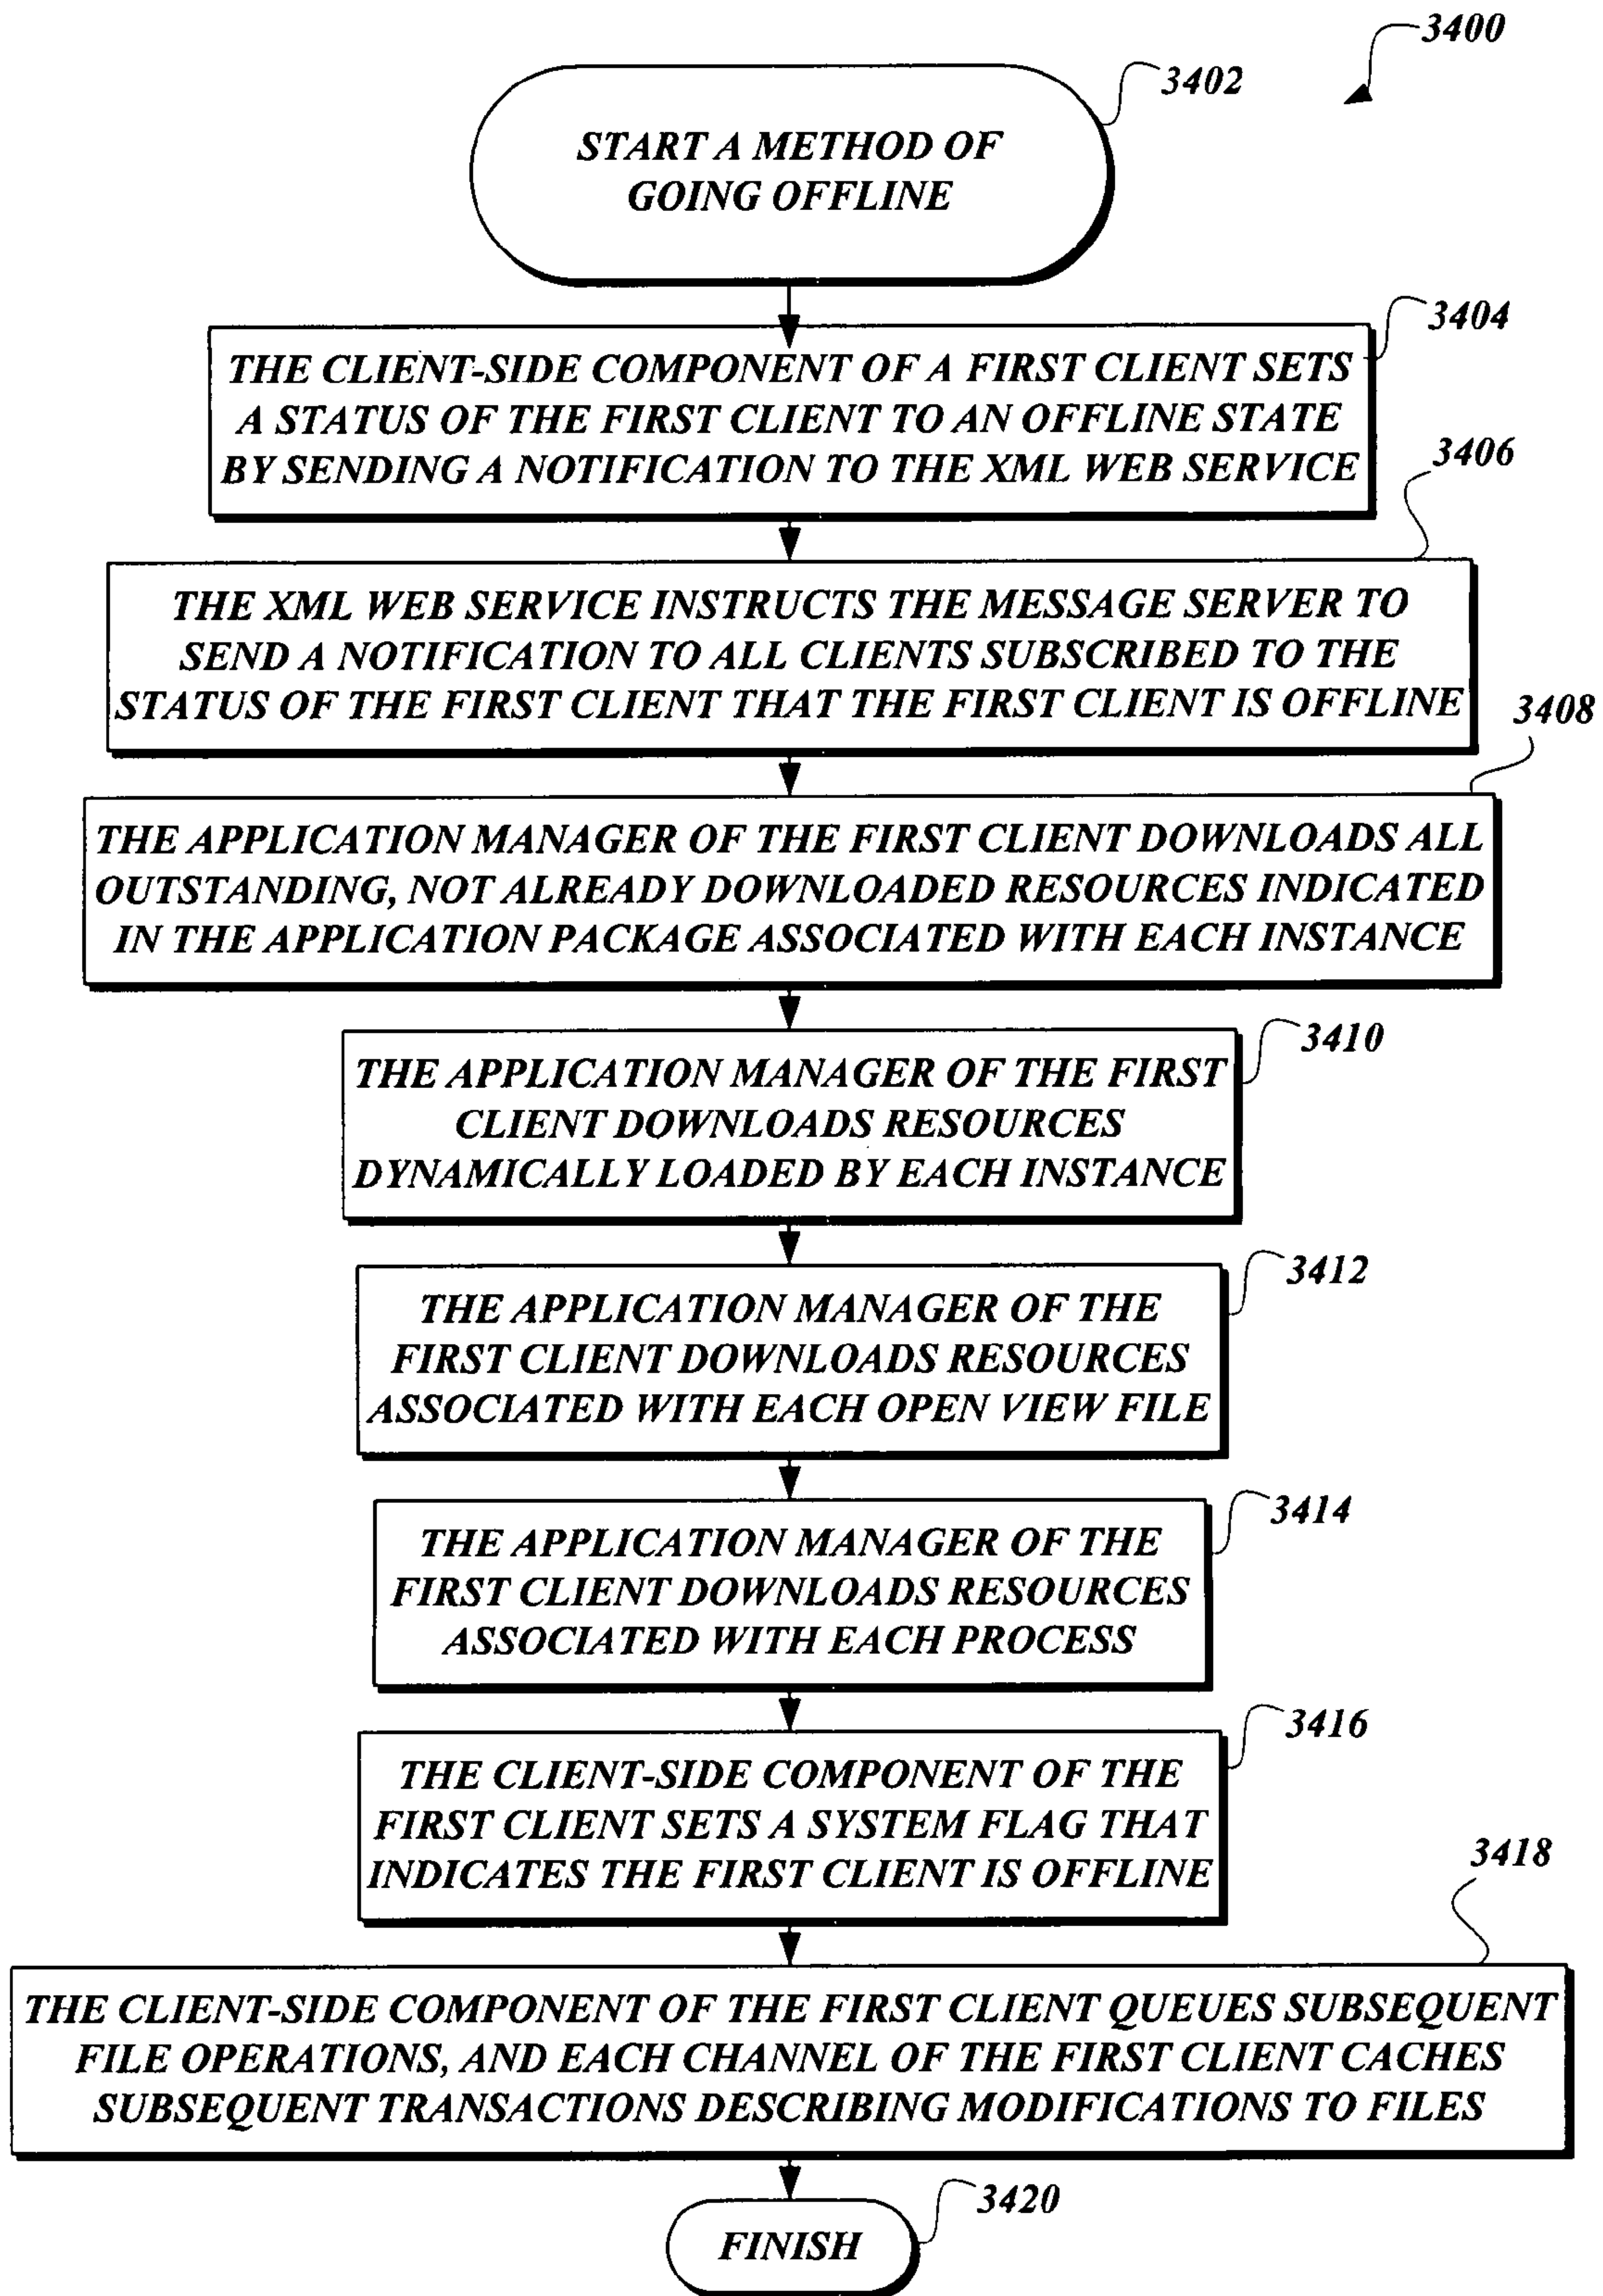 3400
3402
START A METHOD OF
GOING OFFLINE
3404
THE CLIENT-SIDE COMPONENT OF A FIRST CLIENT SETS
A STATUS OF THE FIRST CLIENT TO AN OFFLINE STATE
BY SENDING A NOTIFICATION TO THE XML WEB SERVICE
3406
THE XML WEB SERVICE INSTRUCTS THE MESSAGE SERVER TO
SEND A NOTIFICATION TO ALL CLIENTS SUBSCRIBED TO THE
STATUS OF THE FIRST CLIENT THAT THE FIRST CLIENT IS OFFLINE
3408
THE APPLICATION MANAGER OF THE FIRST CLIENT DOWNLOADS ALL
OUTSTANDING, NOT ALREADY DOWNLOADED RESOURCES INDICATED
IN THE APPLICATION PACKAGE ASSOCIATED WITH EACH INSTANCE
3410
THE APPLICATION MANAGER OF THE FIRST
CLIENT DOWNLOADS RESOURCES
DYNAMICALLY LOADED BY EACH INSTANCE
3412
THE APPLICATION MANAGER OF THE
FIRST CLIENT DOWNLOADS RESOURCES
ASSOCIATED WITH EACH OPEN VIEW FILE
3414
THE APPLICATION MANAGER OF THE
FIRST CLIENT DOWNLOADS RESOURCES
ASSOCIATED WITH EACH PROCESS
3416
THE CLIENT-SIDE COMPONENT OF THE
FIRST CLIENT SETS A SYSTEM FLAG THAT
INDICATES THE FIRST CLIENT IS OFFLINE
3418
THE CLIENT-SIDE COMPONENT OF THE FIRST CLIENT QUEUES SUBSEQUENT
FILE OPERATIONS, AND EACH CHANNEL OF THE FIRST CLIENT CACHES
SUBSEQUENT TRANSACTIONS DESCRIBING MODIFICATIONS TO FILES
3420
FINISH